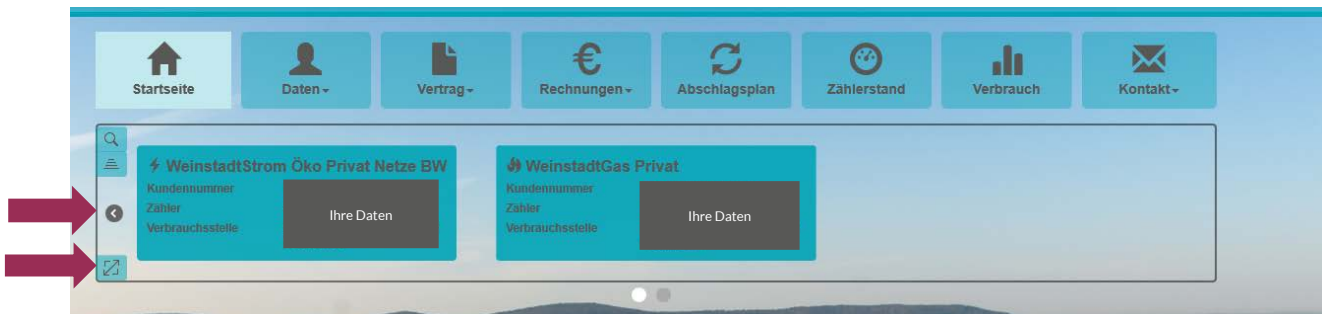 Startseite
Daten
Vertrag
Rechnungen
Abschlagsplan
Zählerstand
Verbrauch
Kontakt
WeinstadtStrom Öko Privat Netze BW
Kundennummer
Zähler
Verbrauchsstelle
Ihre Daten
WeinstadtGas Privat
Kundennummer
Zähler
Verbrauchsstelle
Ihre Daten